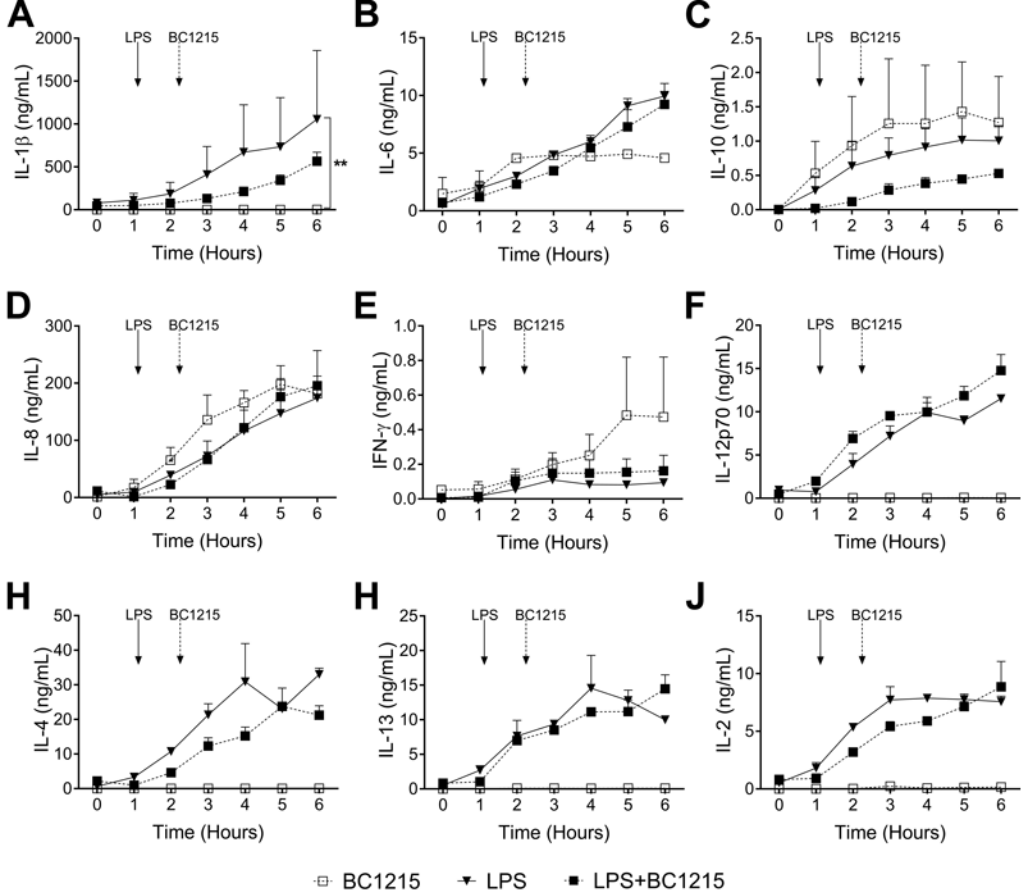 A
LPS BC1215
IL-1β (ng/mL)
2000
1500
1000
500
0
**
0 1 2 3 4 5 6
Time (Hours)
B
LPS BC1215
IL-6 (ng/mL)
15
10
5
0
0 1 2 3 4 5 6
Time (Hours)
C
LPS BC1215
IL-10 (ng/mL)
2.5
2.0
1.5
1.0
0.5
0.0
0 1 2 3 4 5 6
Time (Hours)
D
LPS BC1215
IL-8 (ng/mL)
300
200
100
0
0 1 2 3 4 5 6
Time (Hours)
E
LPS BC1215
IFN-γ (ng/mL)
1.0
0.8
0.6
0.4
0.2
0.0
0 1 2 3 4 5 6
Time (Hours)
F
LPS BC1215
IL-12p70 (ng/mL)
20
15
10
5
0
0 1 2 3 4 5 6
Time (Hours)
H
LPS BC1215
IL-4 (ng/mL)
50
40
30
20
10
0
0 1 2 3 4 5 6
Time (Hours)
H
LPS BC1215
IL-13 (ng/mL)
25
20
15
10
5
0
0 1 2 3 4 5 6
Time (Hours)
J
LPS BC1215
IL-2 (ng/mL)
15
10
5
0
0 1 2 3 4 5 6
Time (Hours)
BC1215 LPS LPS+BC1215